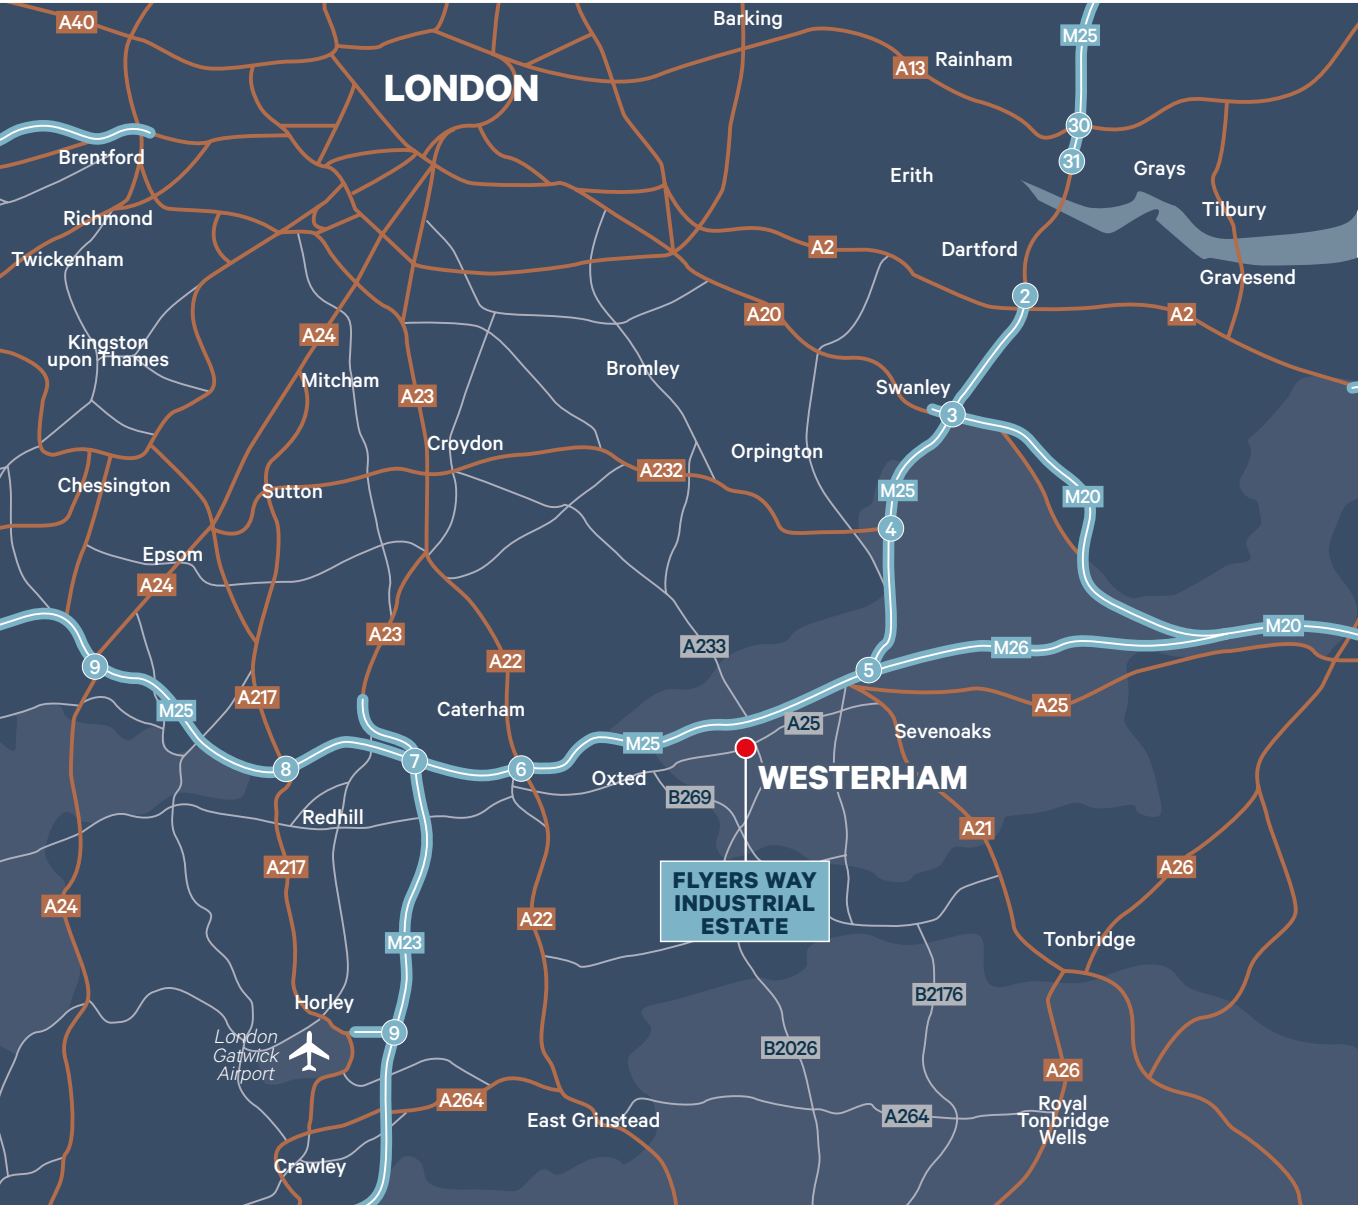 A40
Barking
M25
A13
Rainham
LONDON
30
31
Brentford
Erith
Grays
Richmond
Tilbury
Twickenham
A2
Dartford
Gravesend
2
A20
A2
A24
Kingston
upon Thames
Mitcham
Bromley
A23
Swanley
3
Croydon
Orpington
A232
Chessington
Sutton
M25
M20
4
Epsom
A24
A23
A233
M20
M26
9
A22
5
A217
M25
Caterham
A25
A25
Sevenoaks
M25
8
7
6
Oxted
WESTERHAM
B269
Redhill
A21
A217
A26
FLYERS WAY
INDUSTRIAL
ESTATE
A24
A22
M23
Tonbridge
B2176
Horley
9
London
Gatwick
Airport
B2026
A26
A264
Royal
Tonbridge
Wells
A264
East Grinstead
Crawley